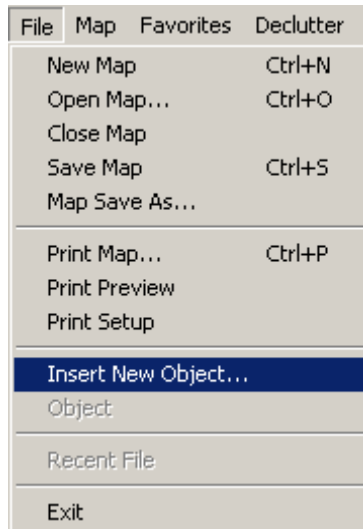 File Map Favorites Declutter
New Map Ctrl+N
Open Map... Ctrl+O
Close Map
Save Map Ctrl+S
Map Save As...
Print Map... Ctrl+P
Print Preview
Print Setup
Insert New Object...
Object
Recent File
Exit